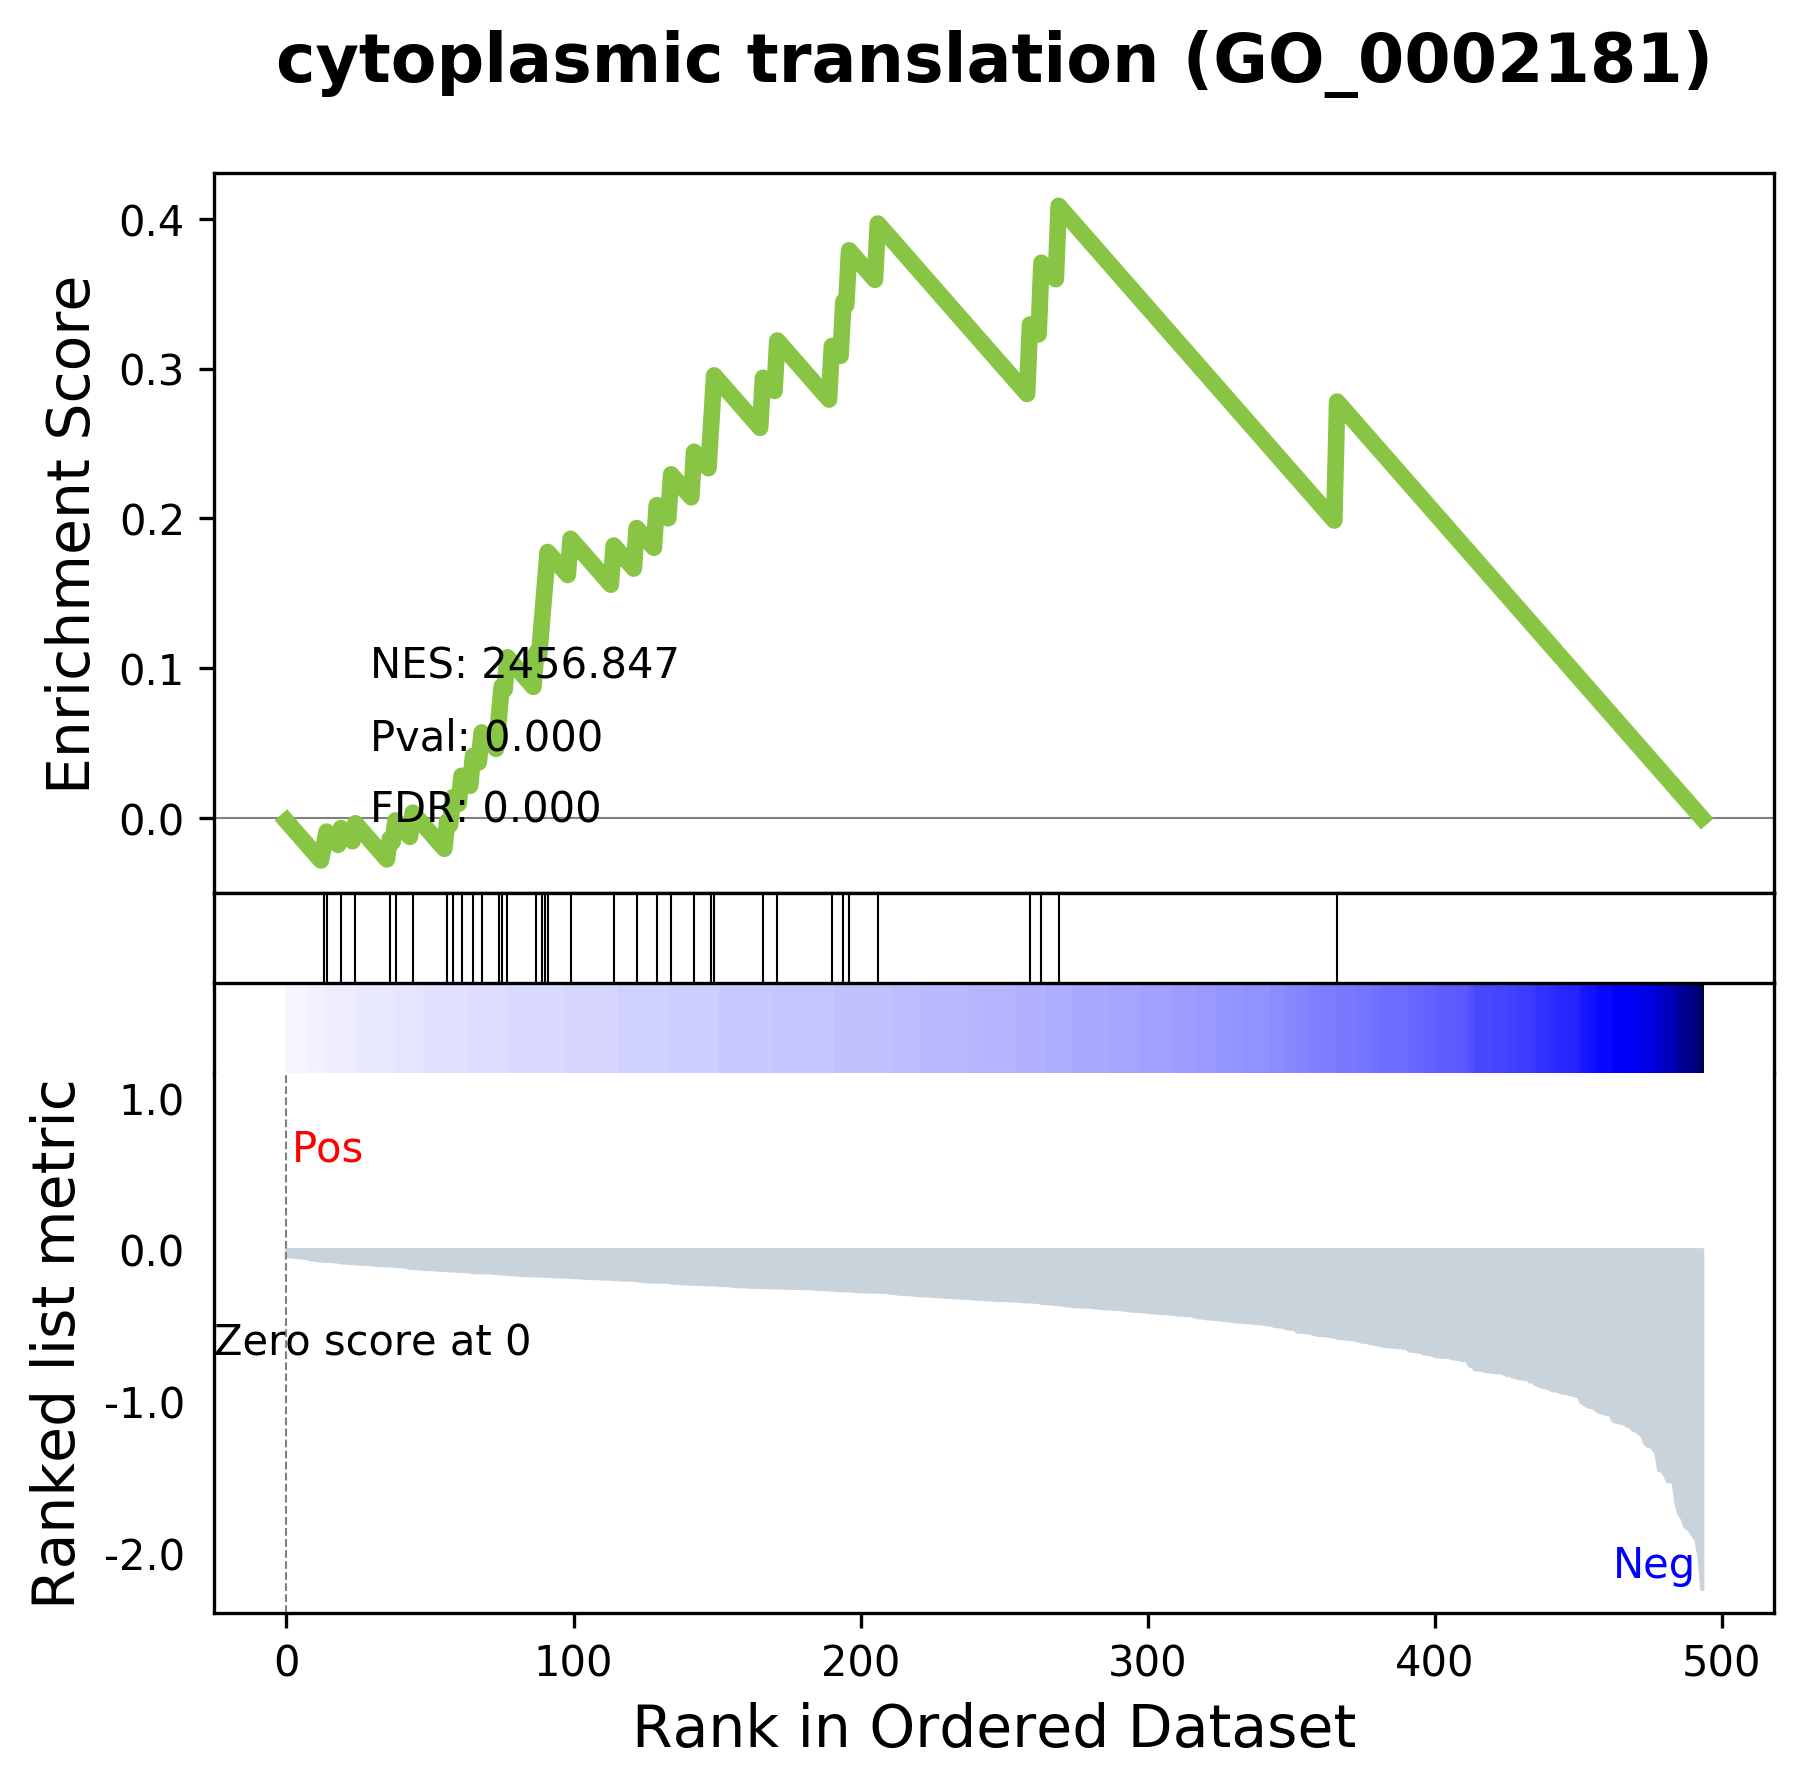 cytoplasmic translation (GO_0002181)
Enrichment Score
0.4
0.3
0.2
0.1
0.0
NES: 2456.847
Pval: 0.000
FDR: 0.000
Ranked list metric
1.0
0.0
-1.0
-2.0
Pos
Zero score at 0
Neg
0 100 200 300 400 500
Rank in Ordered Dataset